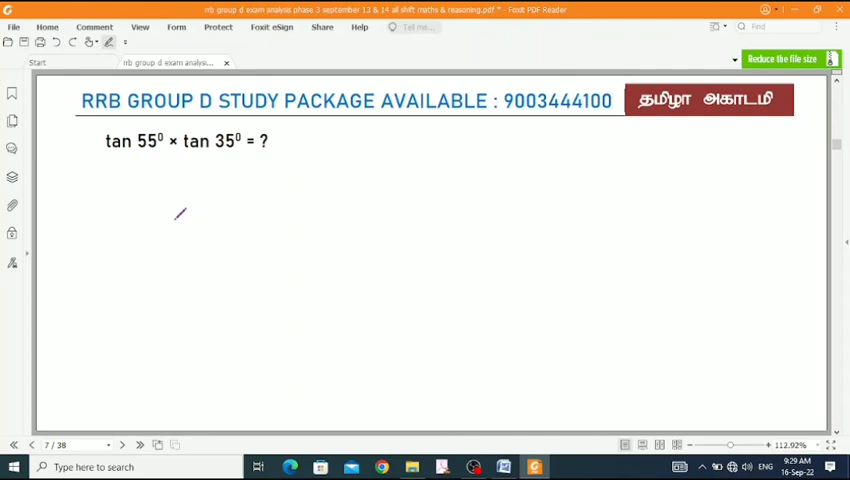 rrb group d exam analysis phase 3 september 13 & 14 all shift maths & reasoning.pdf * - Foxit PDF Reader
File Home Comment View Form Protect Foxit eSign Share Help Tell me... Find
Start rrb group d exam analysis... Reduce the file size
RRB GROUP D STUDY PACKAGE AVAILABLE : 9003444100 தமிழா அகாடமி
tan 55⁰ × tan 35⁰ = ?
7 / 38 112.92%
Type here to search ENG 9:29 AM
16-Sep-22